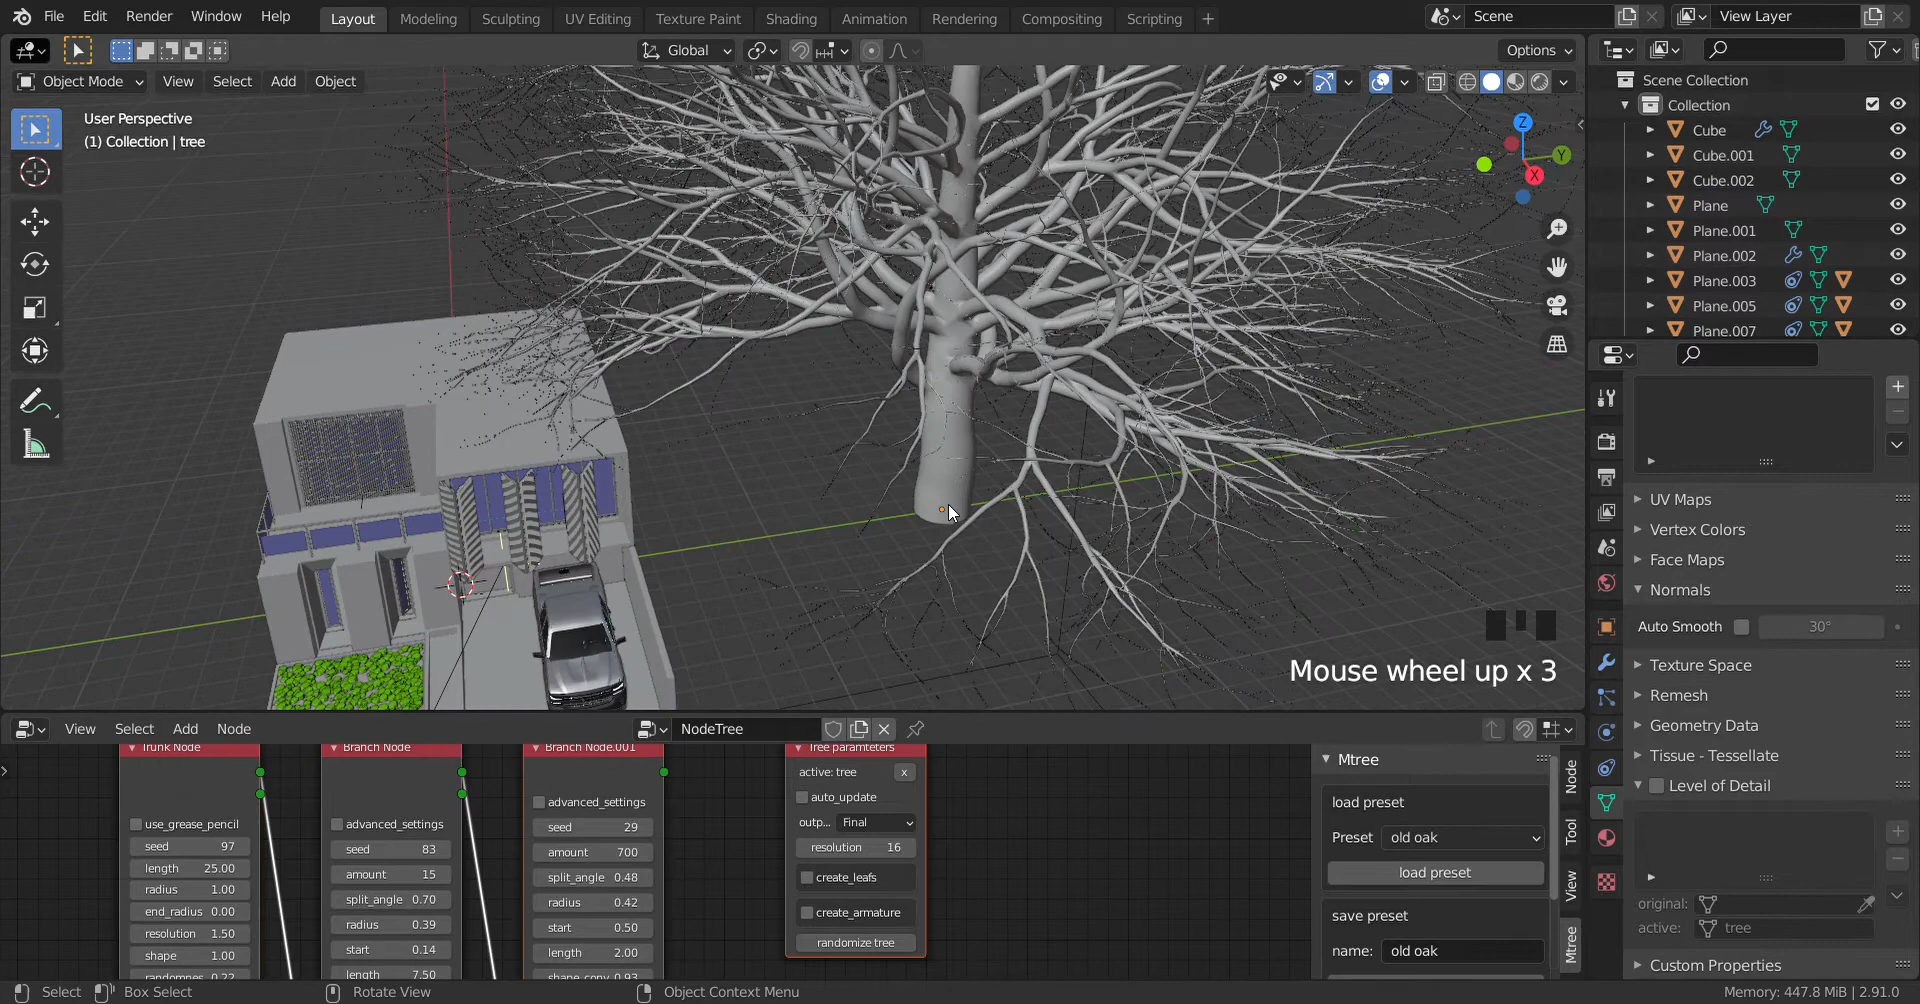 File Edit Render Window Help Layout Modeling Sculpting UV Editing Texture Paint Shading Animation Rendering Compositing Scripting + Scene View Layer
Global Options
Object Mode View Select Add Object
User Perspective
(1) Collection | tree
Z
Y
X
Scene Collection
Collection
Cube
Cube.001
Cube.002
Plane
Plane.001
Plane.002
Plane.003
Plane.005
Plane.007
UV Maps
Vertex Colors
Face Maps
Normals
Auto Smooth 30°
Texture Space
Remesh
Geometry Data
Tissue - Tessellate
Level of Detail
original:
active: tree
Custom Properties
Mouse wheel up x 3
View Select Add Node NodeTree
Trunk Node
use_grease_pencil
seed 97
length 25.00
radius 1.00
end_radius 0.00
resolution 1.50
shape 1.00
randomnes 0.22
Branch Node
advanced_settings
seed 83
amount 15
split_angle 0.70
radius 0.39
start 0.14
length 7.50
Branch Node.001
advanced_settings
seed 29
amount 700
split_angle 0.48
radius 0.42
start 0.50
length 2.00
shape_conv 0.93
Tree paramteters
active: tree x
auto_update
outp... Final
resolution 16
create_leafs
create_armature
randomize tree
Mtree
load preset
Preset old oak
load preset
save preset
name: old oak
Node
Tool
View
Mtree
Select Box Select Rotate View Object Context Menu Memory: 447.8 MiB | 2.91.0